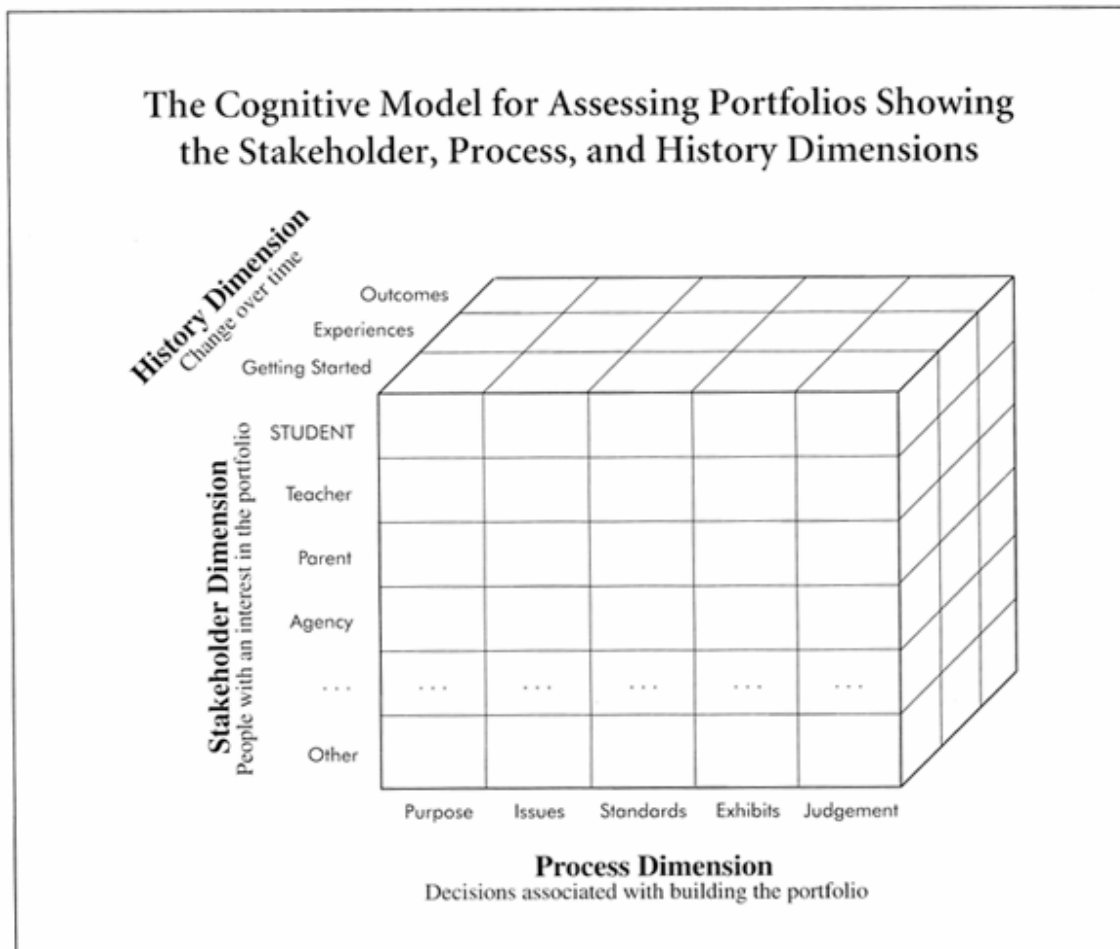 The Cognitive Model for Assessing Portfolios Showing
the Stakeholder, Process, and History Dimensions
History Dimension
Change over time
Outcomes
Experiences
Getting Started
Stakeholder Dimension
People with an interest in the portfolio
STUDENT
Teacher
Parent
Agency
... ... ... ... ... ...
Other
Purpose Issues Standards Exhibits Judgement
Process Dimension
Decisions associated with building the portfolio